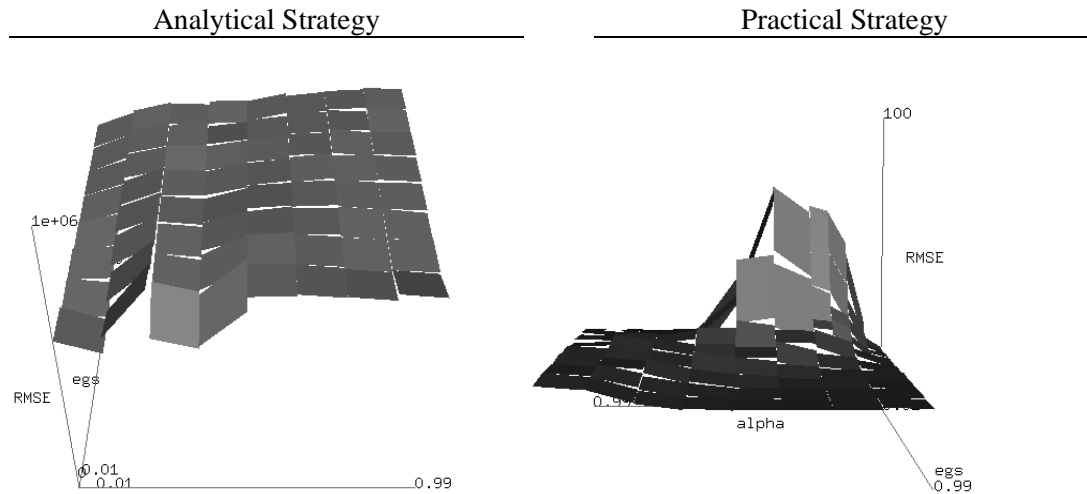 Analytical Strategy
Practical Strategy
1e+06
egs
RMSE
0
0.01
0.01
0.99
100
RMSE
alpha
egs
0.99